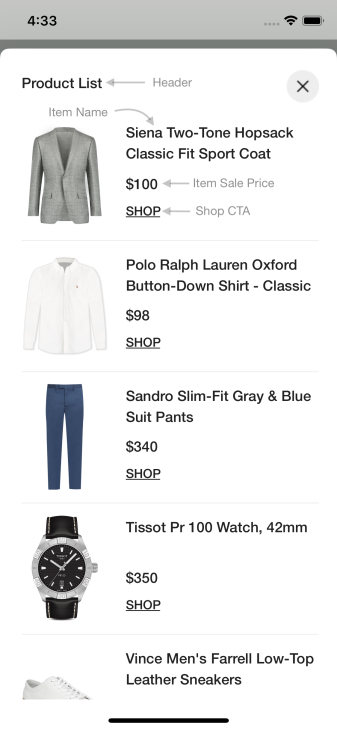 4:33
Product List
Header
Item Name
Siena Two-Tone Hopsack
Classic Fit Sport Coat
$100
Item Sale Price
SHOP
Shop CTA
Polo Ralph Lauren Oxford
Button-Down Shirt - Classic
$98
SHOP
Sandro Slim-Fit Gray & Blue
Suit Pants
$340
SHOP
Tissot Pr 100 Watch, 42mm
$350
SHOP
Vince Men's Farrell Low-Top
Leather Sneakers